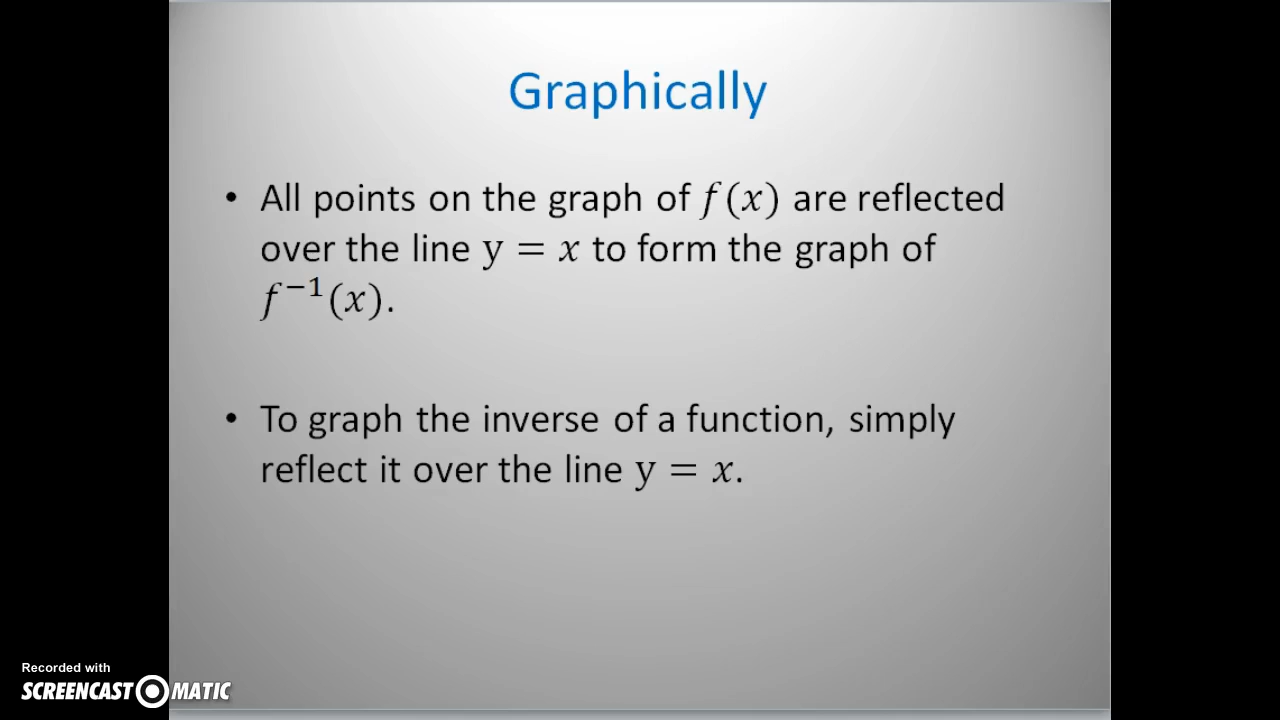 Graphically
• All points on the graph of f(x) are reflected
over the line y = x to form the graph of
f⁻¹(x).
• To graph the inverse of a function, simply
reflect it over the line y = x.
Recorded with
SCREENCAST-O-MATIC